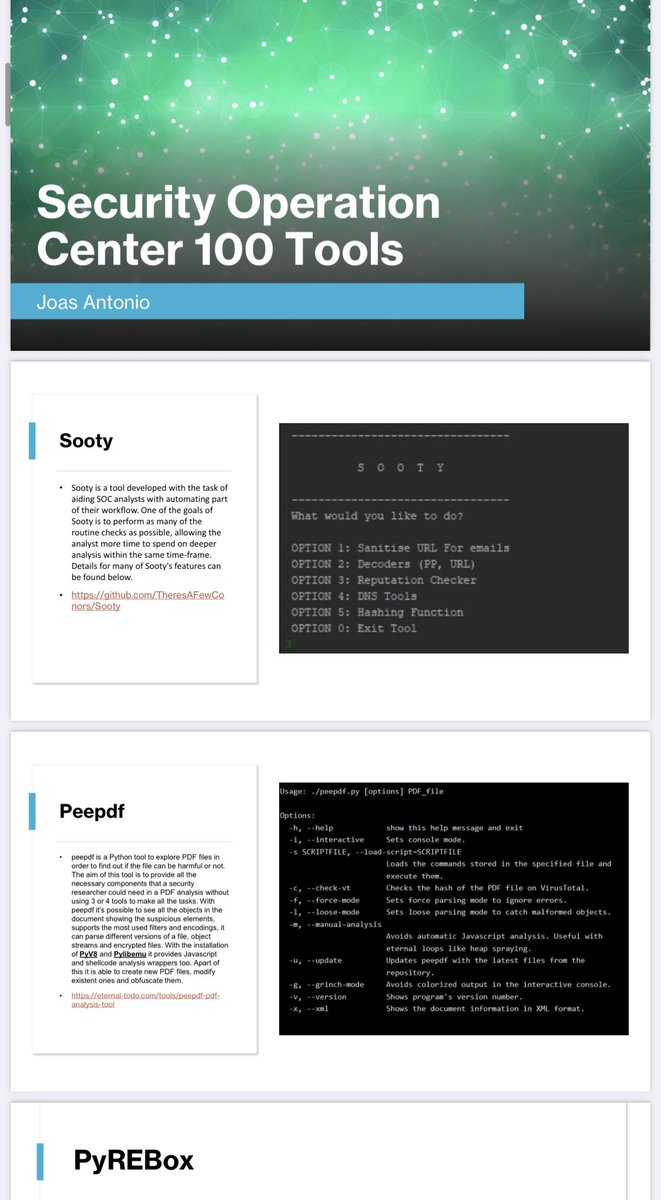 Security Operation
Center 100 Tools
Joas Antonio
Sooty
• Sooty is a tool developed with the task of
aiding SOC analysts with automating part
of their workflow. One of the goals of
Sooty is to perform as many of the
routine checks as possible, allowing the
analyst more time to spend on deeper
analysis within the same time-frame.
Details for many of Sooty's features can
be found below.
• https://github.com/TheresAFewCo
nors/Sooty
---------------------------------
S O O T Y
---------------------------------
What would you like to do?
OPTION 1: Sanitise URL For emails
OPTION 2: Decoders (PP, URL)
OPTION 3: Reputation Checker
OPTION 4: DNS Tools
OPTION 5: Hashing Function
OPTION 0: Exit Tool
3
Peepdf
• peepdf is a Python tool to explore PDF files in
order to find out if the file can be harmful or not.
The aim of this tool is to provide all the
necessary components that a security
researcher could need in a PDF analysis without
using 3 or 4 tools to make all the tasks. With
peepdf it's possible to see all the objects in the
document showing the suspicious elements,
supports the most used filters and encodings, it
can parse different versions of a file, object
streams and encrypted files. With the installation
of PyV8 and Pylibemu it provides Javascript
and shellcode analysis wrappers too. Apart of
this it is able to create new PDF files, modify
existent ones and obfuscate them.
• https://eternal-todo.com/tools/peepdf-pdf-
analysis-tool
Usage: ./peepdf.py [options] PDF_file
Options:
-h, --help show this help message and exit
-i, --interactive Sets console mode.
-s SCRIPTFILE, --load-script=SCRIPTFILE
Loads the commands stored in the specified file and
execute them.
-c, --check-vt Checks the hash of the PDF file on VirusTotal.
-f, --force-mode Sets force parsing mode to ignore errors.
-l, --loose-mode Sets loose parsing mode to catch malformed objects.
-m, --manual-analysis
Avoids automatic Javascript analysis. Useful with
eternal loops like heap spraying.
-u, --update Updates peepdf with the latest files from the
repository.
-g, --grinch-mode Avoids colorized output in the interactive console.
-v, --version Shows program's version number.
-x, --xml Shows the document information in XML format.
PyREBox